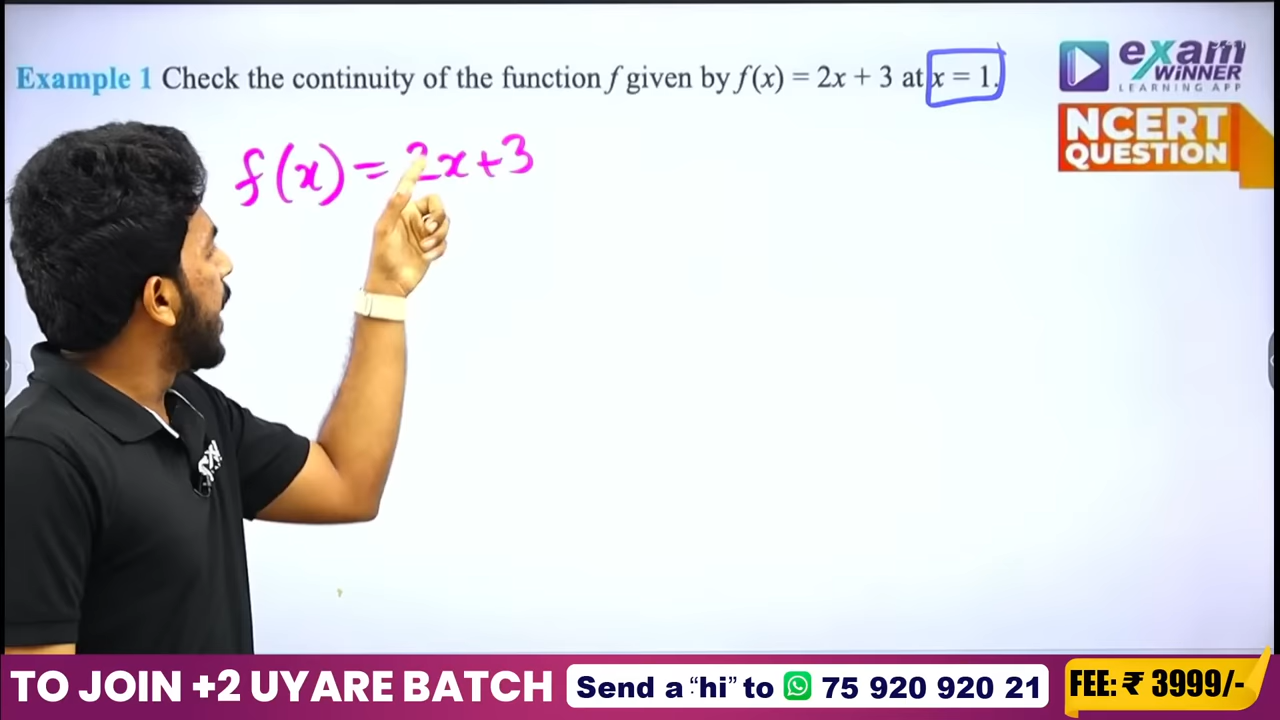 Example 1 Check the continuity of the function f given by f(x) = 2x + 3 at x = 1.
exam
WiNNER
LEARNING APP
NCERT
QUESTION
f(x) = 2x+3
TO JOIN +2 UYARE BATCH
Send a “hi” to 75 920 920 21
FEE: ₹ 3999/-